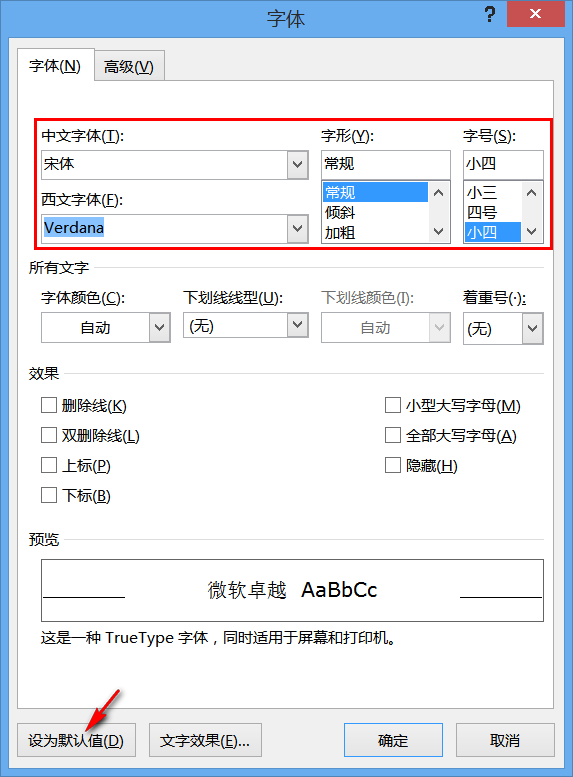 字体
?
字体(N) 高级(V)
中文字体(T): 字形(Y): 字号(S):
宋体 常规 小四
西文字体(F): 常规 小三
Verdana 倾斜 四号
加粗 小四
所有文字
字体颜色(C): 下划线线型(U): 下划线颜色(I): 着重号(·):
自动 (无) 自动 (无)
效果
删除线(K) 小型大写字母(M)
双删除线(L) 全部大写字母(A)
上标(P) 隐藏(H)
下标(B)
预览
微软卓越 AaBbCc
这是一种 TrueType 字体，同时适用于屏幕和打印机。
设为默认值(D) 文字效果(E)... 确定 取消